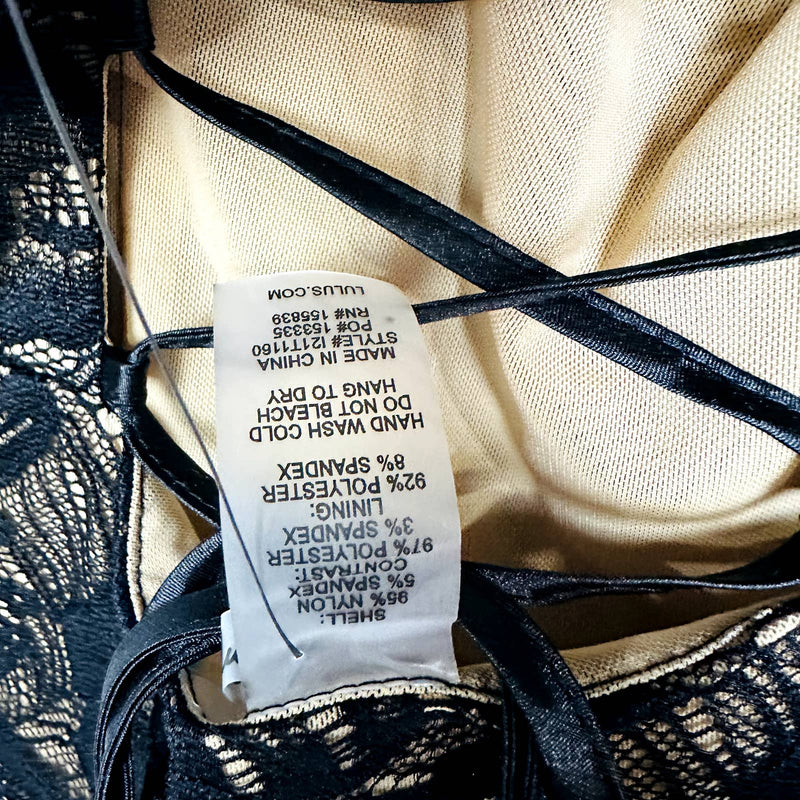 SHELL:
95% NYLON
5% SPANDEX
CONTRAST:
97% POLYESTER
3% SPANDEX
LINING:
92% POLYESTER
8% SPANDEX
HAND WASH COLD
DO NOT BLEACH
HANG TO DRY
MADE IN CHINA
STYLE# I21T1160
PO# 153335
RN# 155839
LULUS.COM